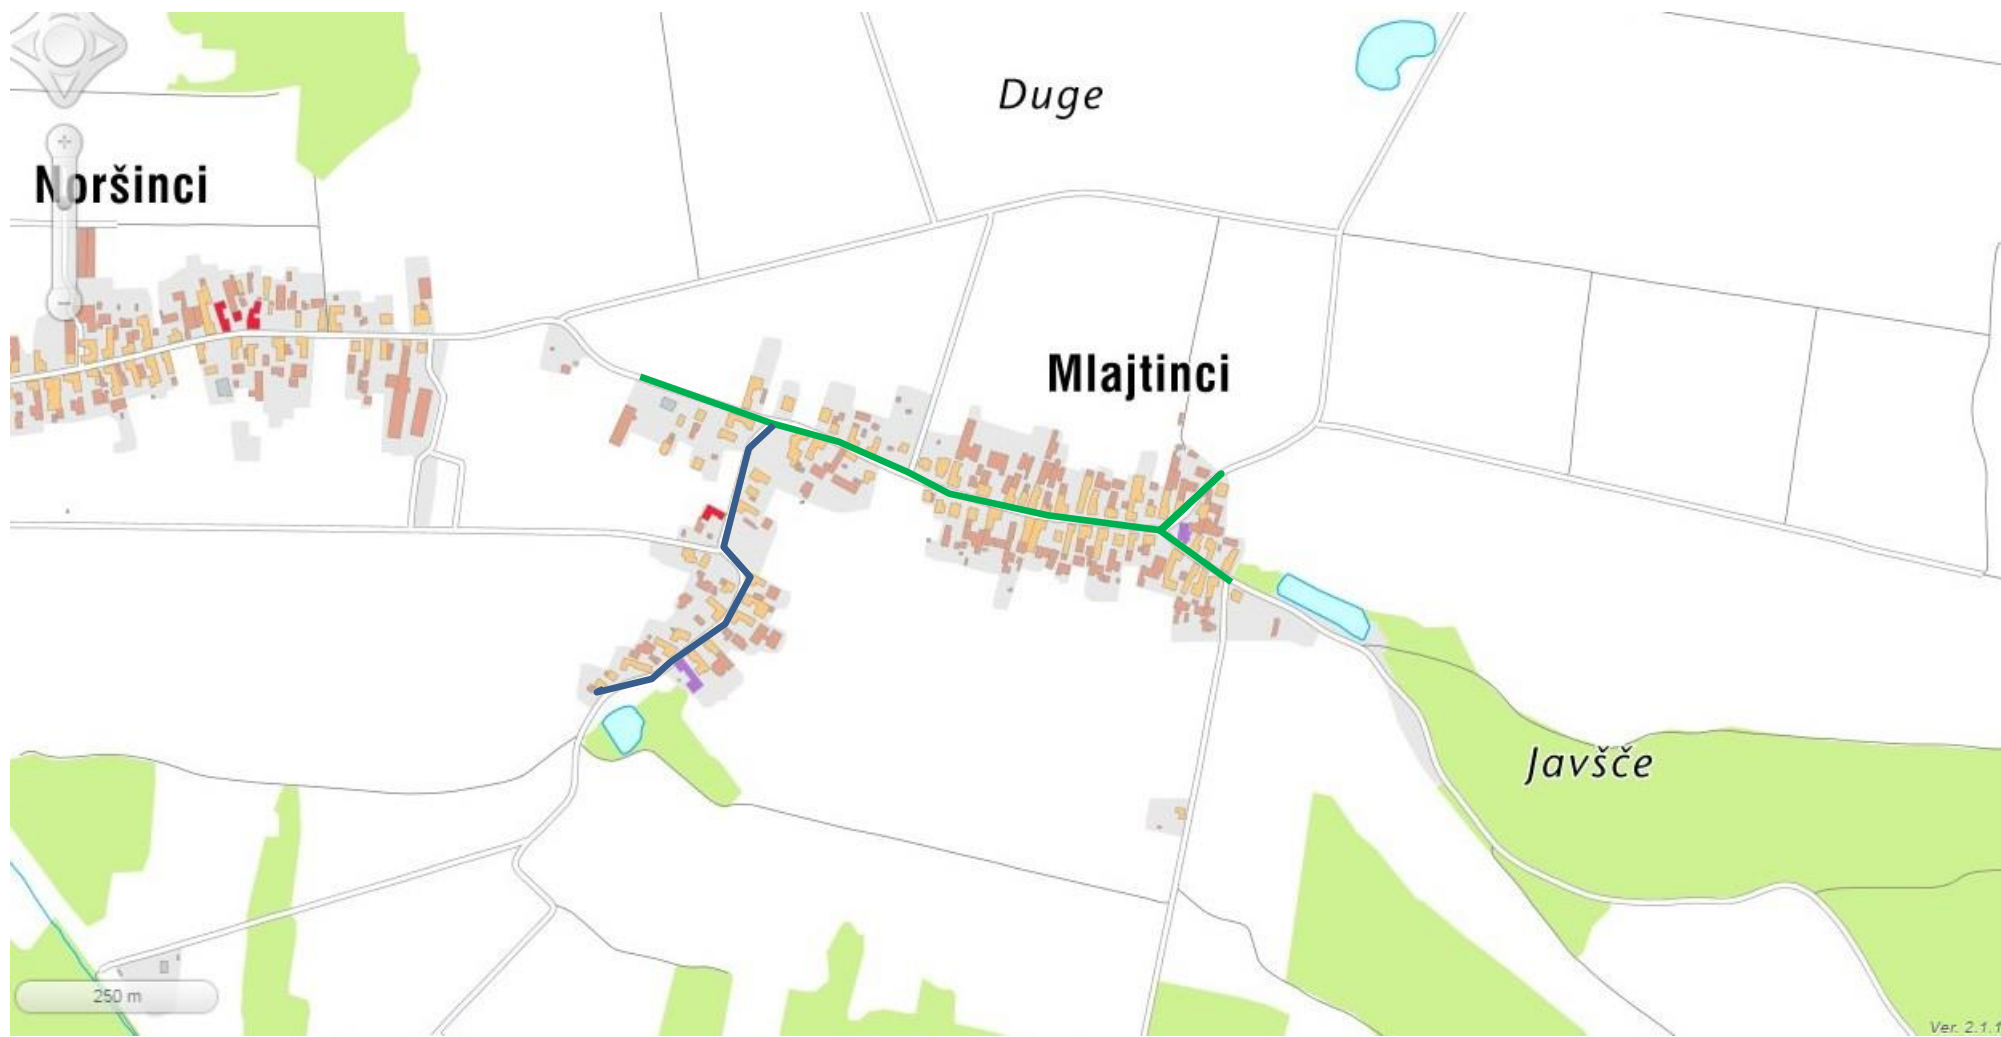 Duge
Noršinci
Mlajtinci
Javšče
250 m
Ver. 2.1.1